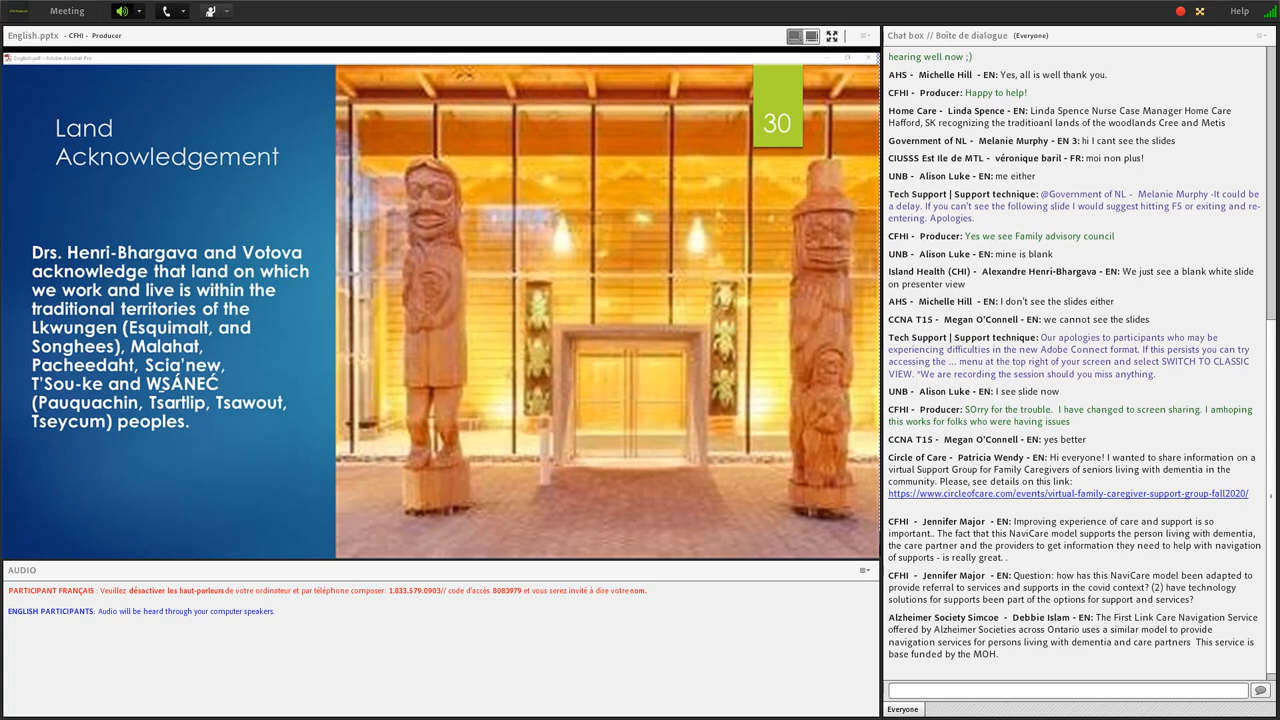 Meeting
Help
English.pptx - CFHI - Producer
English.pdf - Adobe Acrobat Pro
Land
Acknowledgement
30
Drs. Henri-Bhargava and Votova
acknowledge that land on which
we work and live is within the
traditional territories of the
Lkwungen (Esquimalt, and
Songhees), Malahat,
Pacheedaht, Scia'new,
T'Sou-ke and W̱SÁNEĆ
(Pauquachin, Tsartlip, Tsawout,
Tseycum) peoples.
AUDIO
PARTICIPANT FRANÇAIS : Veuillez désactiver les haut-parleurs de votre ordinateur et par téléphone composer: 1.833.579.0903// code d'accès 8083979 et vous serez invité à dire votre nom.
ENGLISH PARTICIPANTS: Audio will be heard through your computer speakers.
Chat box // Boîte de dialogue (Everyone)
hearing well now ;)
AHS - Michelle Hill - EN: Yes, all is well thank you.
CFHI - Producer: Happy to help!
Home Care - Linda Spence - EN: Linda Spence Nurse Case Manager Home Care
Hafford, SK recognizing the traditioanl lands of the woodlands Cree and Metis
Government of NL - Melanie Murphy - EN 3: hi I cant see the slides
CIUSSS Est Ile de MTL - véronique baril - FR: moi non plus!
UNB - Alison Luke - EN: me either
Tech Support | Support technique: @Government of NL - Melanie Murphy -It could be
a delay. If you can't see the following slide I would suggest hitting F5 or exiting and re-
entering. Apologies.
CFHI - Producer: Yes we see Family advisory council
UNB - Alison Luke - EN: mine is blank
Island Health (CHI) - Alexandre Henri-Bhargava - EN: We just see a blank white slide
on presenter view
AHS - Michelle Hill - EN: I don't see the slides either
CCNA T15 - Megan O'Connell - EN: we cannot see the slides
Tech Support | Support technique: Our apologies to participants who may be
experiencing difficulties in the new Adobe Connect format. If this persists you can try
accessing the ... menu at the top right of your screen and select SWITCH TO CLASSIC
VIEW. *We are recording the session should you miss anything.
UNB - Alison Luke - EN: I see slide now
CFHI - Producer: SOrry for the trouble. I have changed to screen sharing. I amhoping
this works for folks who were having issues
CCNA T15 - Megan O'Connell - EN: yes better
Circle of Care - Patricia Wendy - EN: Hi everyone! I wanted to share information on a
virtual Support Group for Family Caregivers of seniors living with dementia in the
community. Please, see details on this link:
https://www.circleofcare.com/events/virtual-family-caregiver-support-group-fall2020/
CFHI - Jennifer Major - EN: Improving experience of care and support is so
important.. The fact that this NaviCare model supports the person living with dementia,
the care partner and the providers to get information they need to help with navigation
of supports - is really great. .
CFHI - Jennifer Major - EN: Question: how has this NaviCare model been adapted to
provide referral to services and supports in the covid context? (2) have technology
solutions for supports been part of the options for support and services?
Alzheimer Society Simcoe - Debbie Islam - EN: The First Link Care Navigation Service
offered by Alzheimer Societies across Ontario uses a similar model to provide
navigation services for persons living with dementia and care partners This service is
base funded by the MOH.
Everyone